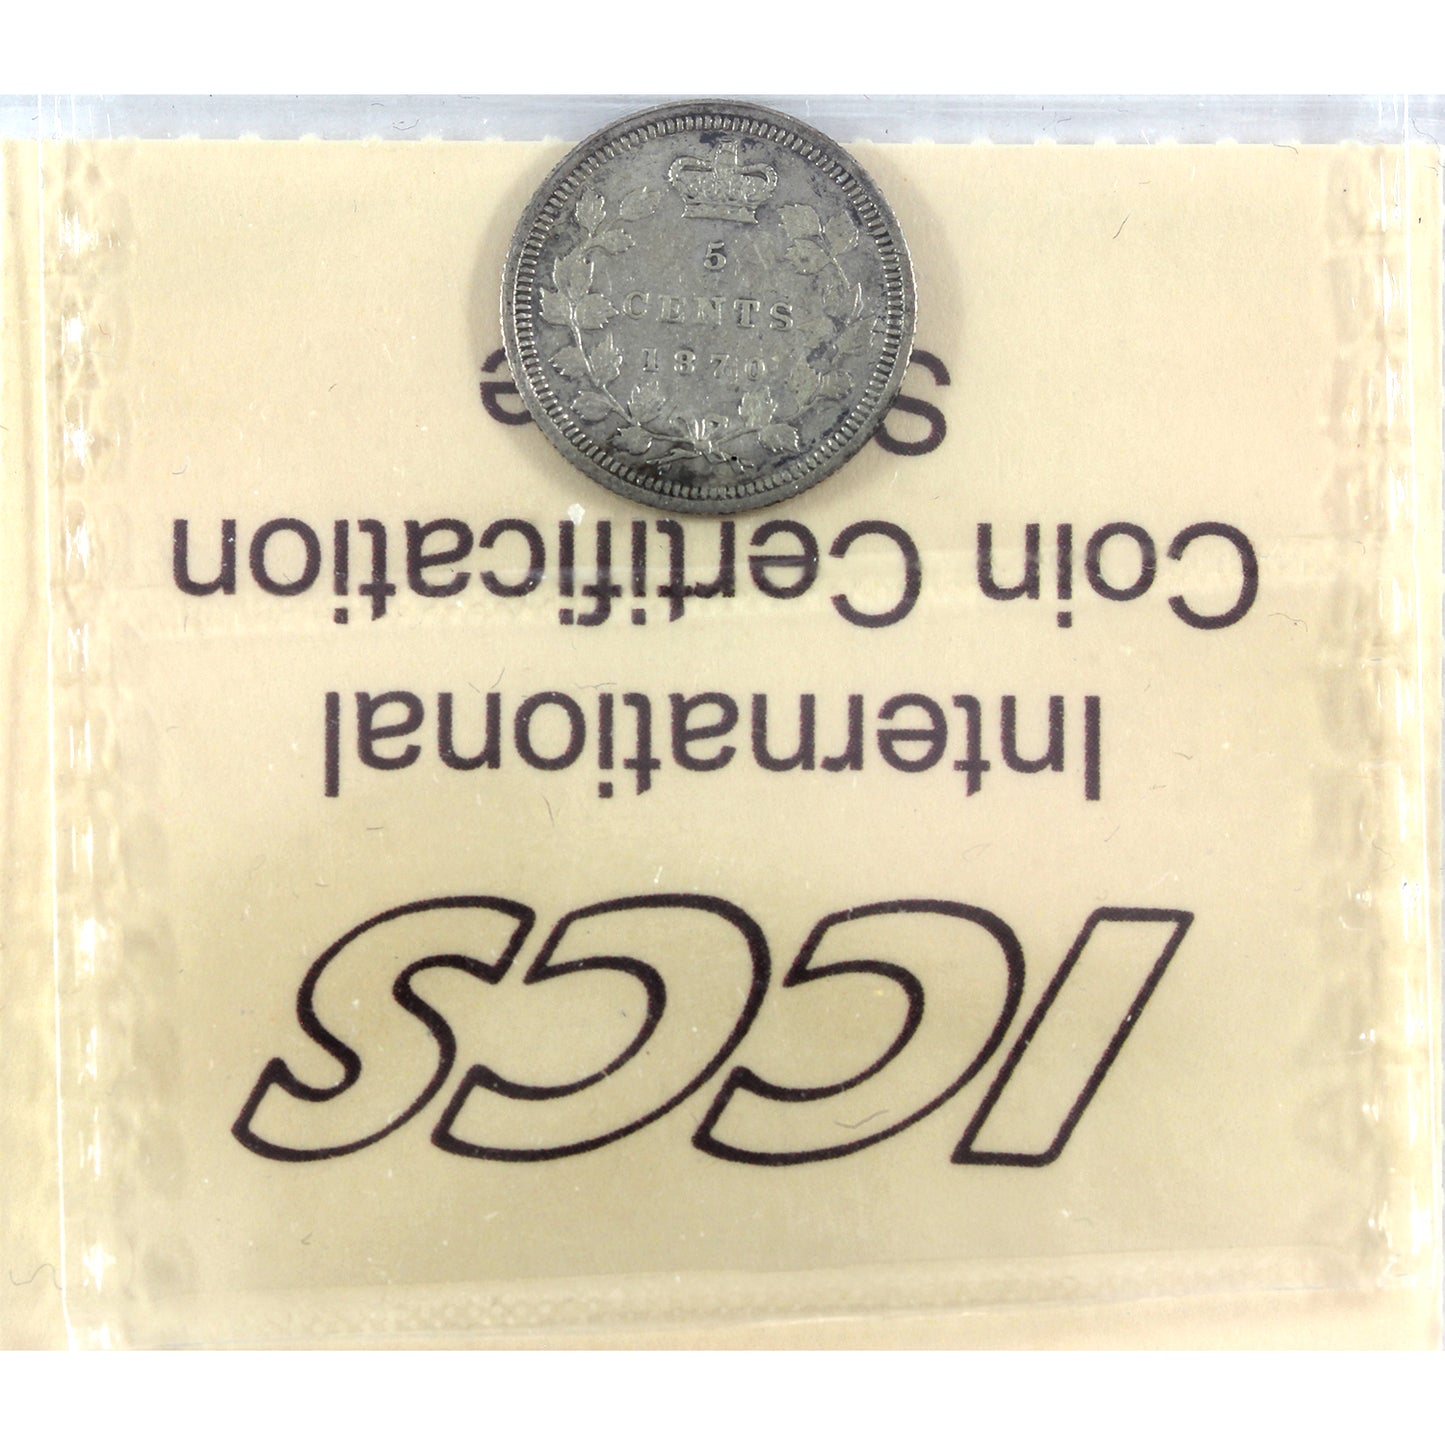 5
CENTS
1870
ICCS
International
Coin Certification